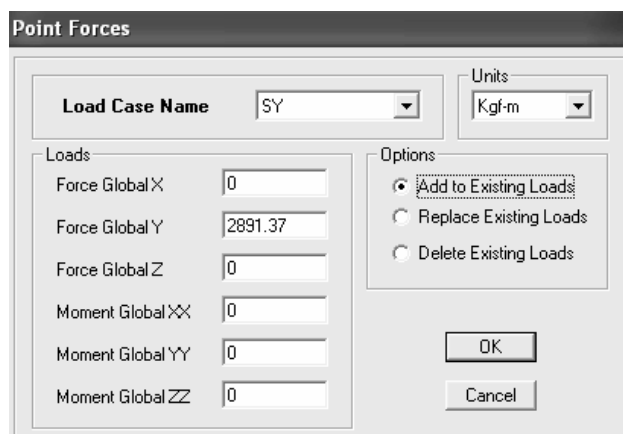 Point Forces
Units
Load Case Name SY Kgf-m
Loads
Force Global X 0
Force Global Y 2891.37
Force Global Z 0
Moment Global XX 0
Moment Global YY 0
Moment Global ZZ 0
Options
Add to Existing Loads
Replace Existing Loads
Delete Existing Loads
OK
Cancel